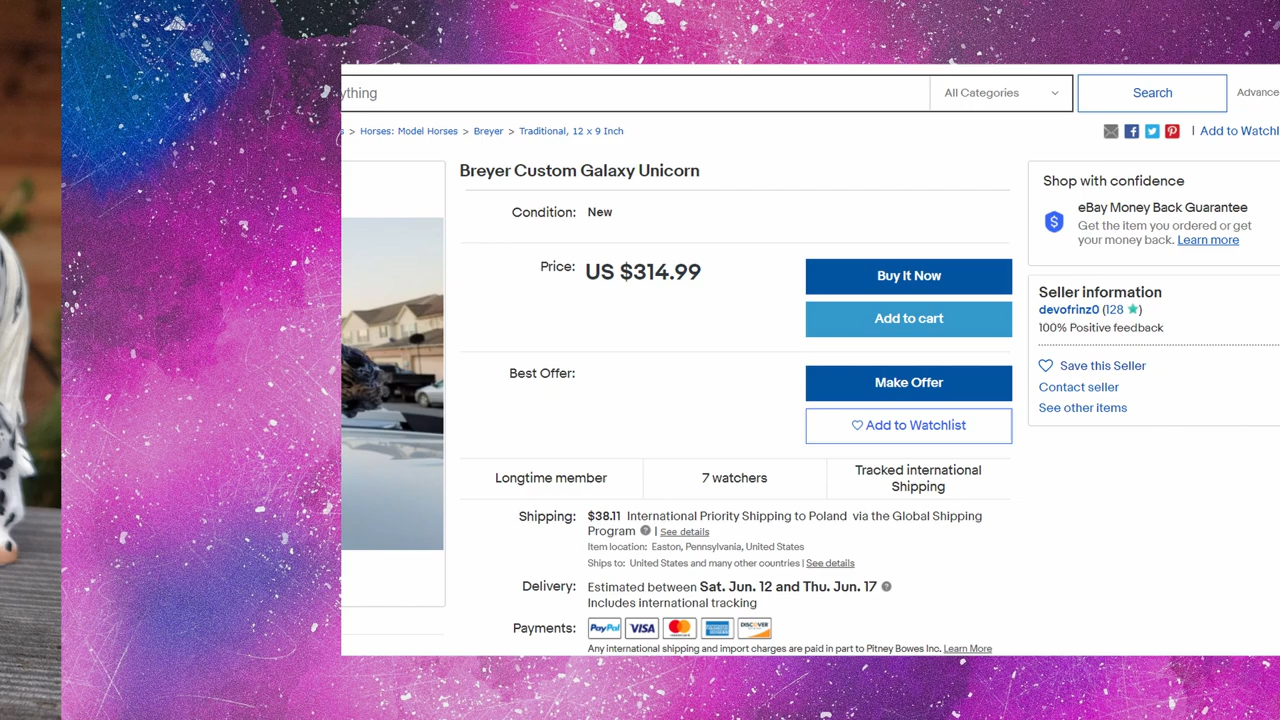 ything
All Categories
Search
Advance
s > Horses: Model Horses > Breyer > Traditional, 12 x 9 Inch
| Add to Watchl
Breyer Custom Galaxy Unicorn
Condition: New
Price: US $314.99
Buy It Now
Add to cart
Best Offer:
Make Offer
Add to Watchlist
Longtime member
7 watchers
Tracked international
Shipping
Shipping: $38.11 International Priority Shipping to Poland via the Global Shipping
Program ? | See details
Item location: Easton, Pennsylvania, United States
Ships to: United States and many other countries | See details
Delivery: Estimated between Sat. Jun. 12 and Thu. Jun. 17 ?
Includes international tracking
Payments: PayPal VISA MasterCard AMERICAN EXPRESS DISCOVER
Any international shipping and import charges are paid in part to Pitney Bowes Inc. Learn More
Shop with confidence
eBay Money Back Guarantee
Get the item you ordered or get
your money back. Learn more
Seller information
devofrinz0 (128 ★)
100% Positive feedback
Save this Seller
Contact seller
See other items